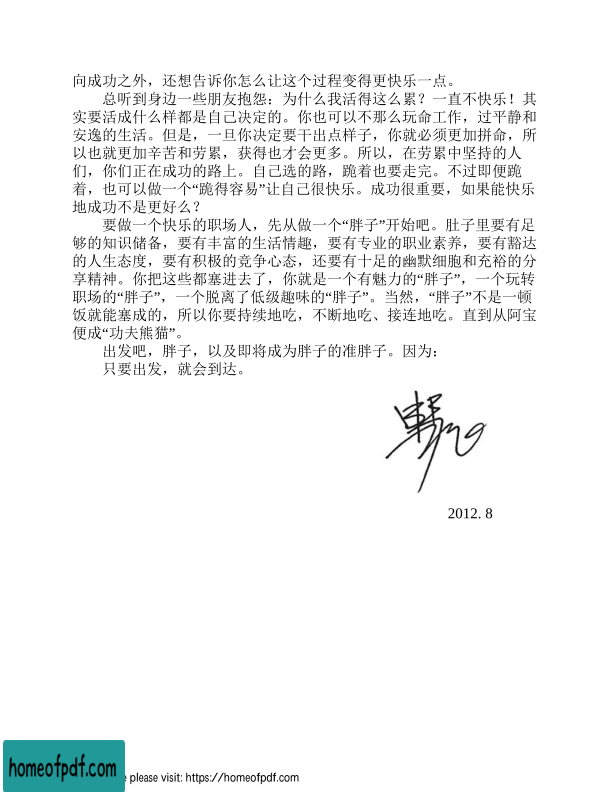 向成功之外，还想告诉你怎么让这个过程变得更快乐一点。
总听到身边一些朋友抱怨：为什么我活得这么累？一直不快乐！其
实要活成什么样都是自己决定的。你也可以不那么玩命工作，过平静和
安逸的生活。但是，一旦你决定要干出点样子，你就必须更加拼命，所
以也就更加辛苦和劳累，获得也才会更多。所以，在劳累中坚持的人
们，你们正在成功的路上。自己选的路，跪着也要走完。不过即便跪
着，也可以做一个“跪得容易”让自己很快乐。成功很重要，如果能快乐
地成功不是更好么？
要做一个快乐的职场人，先从做一个“胖子”开始吧。肚子里要有足
够的知识储备，要有丰富的生活情趣，要有专业的职业素养，要有豁达
的人生态度，要有积极的竞争心态，还要有十足的幽默细胞和充裕的分
享精神。你把这些都塞进去了，你就是一个有魅力的“胖子”，一个玩转
职场的“胖子”，一个脱离了低级趣味的“胖子”。当然，“胖子”不是一顿
饭就能塞成的，所以你要持续地吃，不断地吃、接连地吃。直到从阿宝
便成“功夫熊猫”。
出发吧，胖子，以及即将成为胖子的准胖子。因为：
只要出发，就会到达。
2012. 8
homeofpdf.com
please visit: https://homeofpdf.com